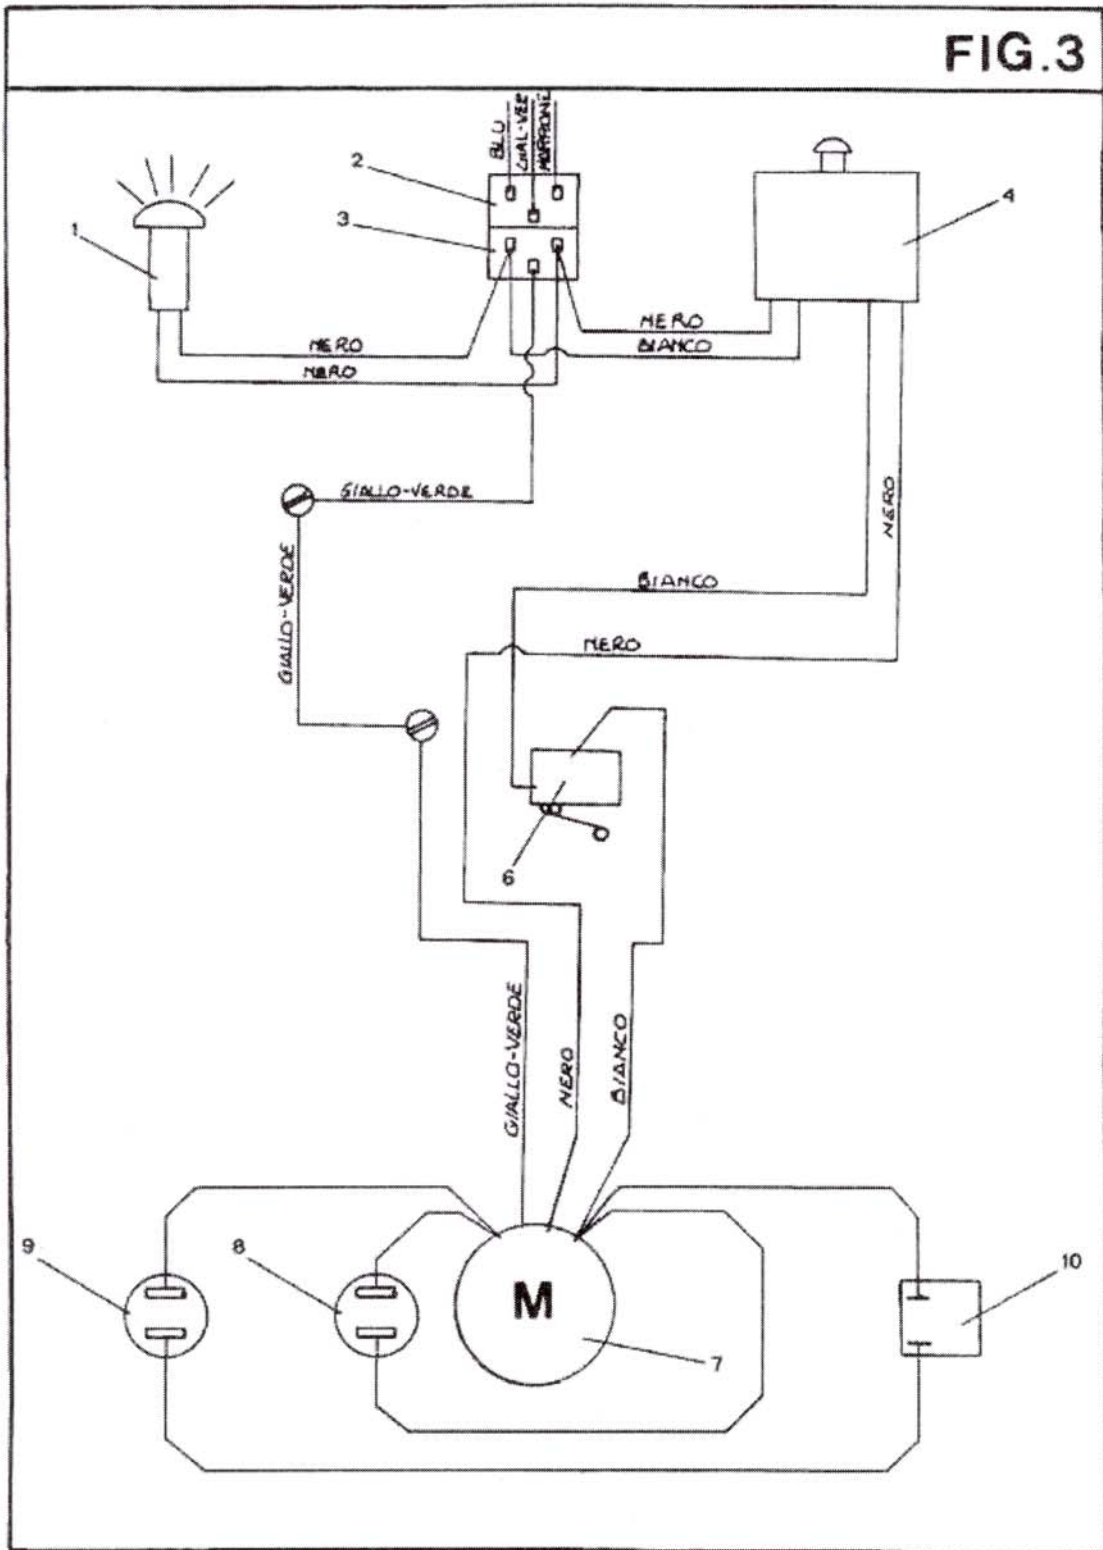 FIG.3
BLU
GIAL-VER
MARRONE
2
3
1
4
NERO
BIANCO
NERO
NERO
GIALLO-VERDE
NERO
GIALLO-VERDE
BIANCO
NERO
6
GIALLO-VERDE
NERO
BIANCO
9
8
10
M
7